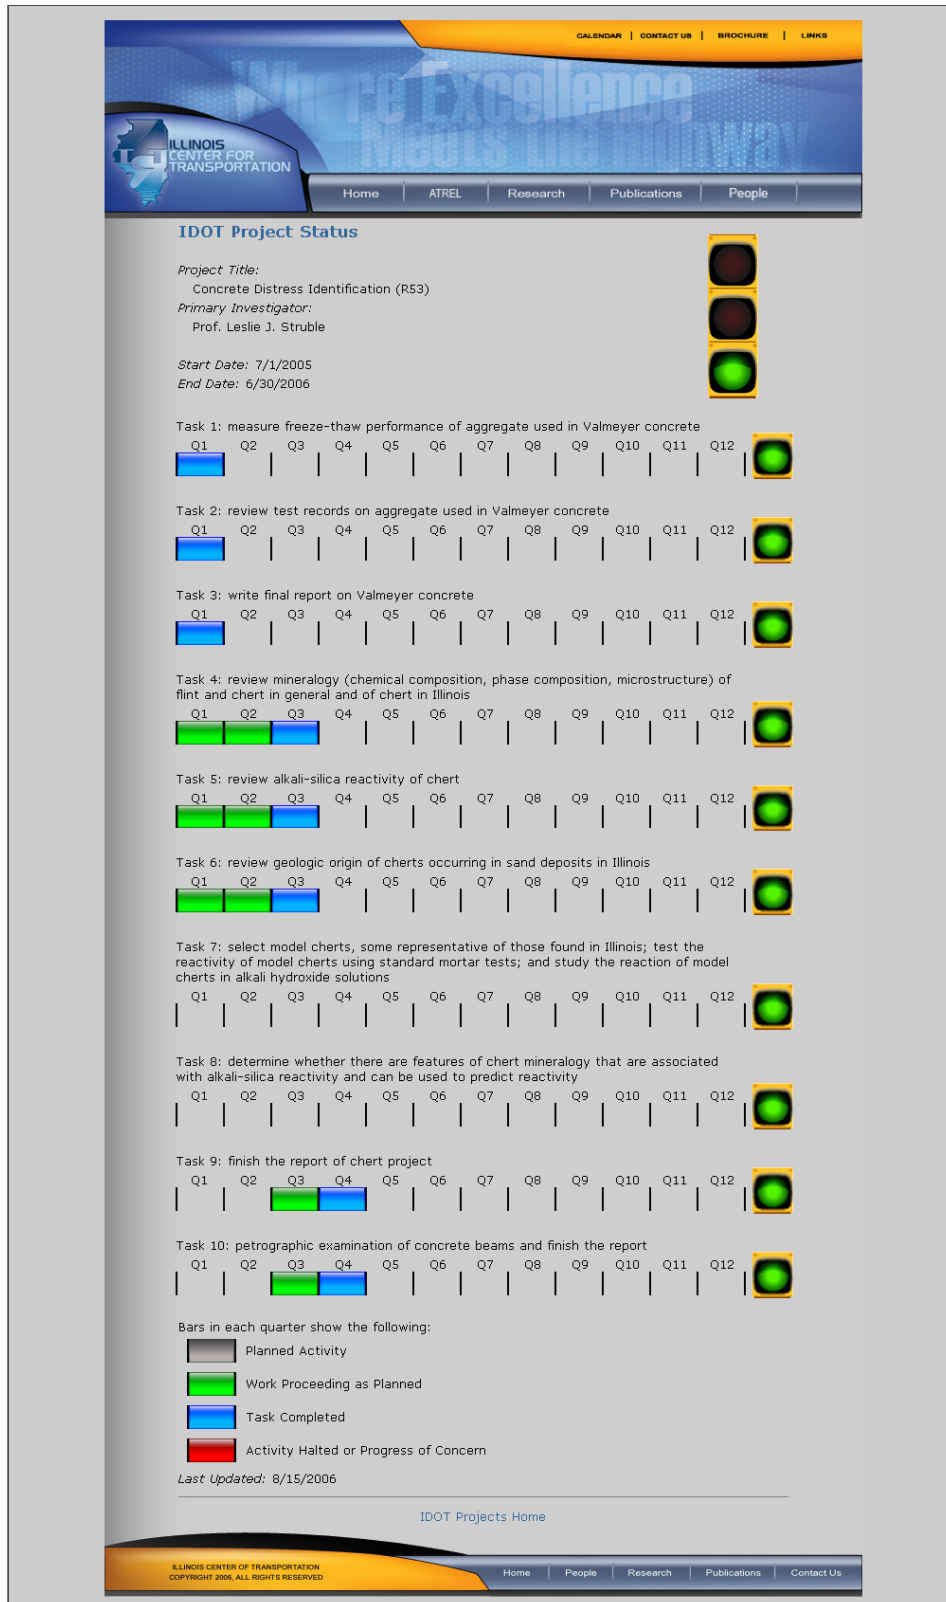 CALENDAR | CONTACT US | BROCHURE | LINKS
Where Excellence
Meets the Highway
ILLINOIS
CENTER FOR
TRANSPORTATION
ICT
Home | ATREL | Research | Publications | People |
IDOT Project Status
Project Title:
Concrete Distress Identification (R53)
Primary Investigator:
Prof. Leslie J. Struble
Start Date: 7/1/2005
End Date: 6/30/2006
Task 1: measure freeze-thaw performance of aggregate used in Valmeyer concrete
Q1 Q2 Q3 Q4 Q5 Q6 Q7 Q8 Q9 Q10 Q11 Q12
Task 2: review test records on aggregate used in Valmeyer concrete
Q1 Q2 Q3 Q4 Q5 Q6 Q7 Q8 Q9 Q10 Q11 Q12
Task 3: write final report on Valmeyer concrete
Q1 Q2 Q3 Q4 Q5 Q6 Q7 Q8 Q9 Q10 Q11 Q12
Task 4: review mineralogy (chemical composition, phase composition, microstructure) of
flint and chert in general and of chert in Illinois
Q1 Q2 Q3 Q4 Q5 Q6 Q7 Q8 Q9 Q10 Q11 Q12
Task 5: review alkali-silica reactivity of chert
Q1 Q2 Q3 Q4 Q5 Q6 Q7 Q8 Q9 Q10 Q11 Q12
Task 6: review geologic origin of cherts occurring in sand deposits in Illinois
Q1 Q2 Q3 Q4 Q5 Q6 Q7 Q8 Q9 Q10 Q11 Q12
Task 7: select model cherts, some representative of those found in Illinois; test the
reactivity of model cherts using standard mortar tests; and study the reaction of model
cherts in alkali hydroxide solutions
Q1 Q2 Q3 Q4 Q5 Q6 Q7 Q8 Q9 Q10 Q11 Q12
Task 8: determine whether there are features of chert mineralogy that are associated
with alkali-silica reactivity and can be used to predict reactivity
Q1 Q2 Q3 Q4 Q5 Q6 Q7 Q8 Q9 Q10 Q11 Q12
Task 9: finish the report of chert project
Q1 Q2 Q3 Q4 Q5 Q6 Q7 Q8 Q9 Q10 Q11 Q12
Task 10: petrographic examination of concrete beams and finish the report
Q1 Q2 Q3 Q4 Q5 Q6 Q7 Q8 Q9 Q10 Q11 Q12
Bars in each quarter show the following:
Planned Activity
Work Proceeding as Planned
Task Completed
Activity Halted or Progress of Concern
Last Updated: 8/15/2006
IDOT Projects Home
ILLINOIS CENTER OF TRANSPORTATION
COPYRIGHT 2006, ALL RIGHTS RESERVED
Home | People | Research | Publications | Contact Us